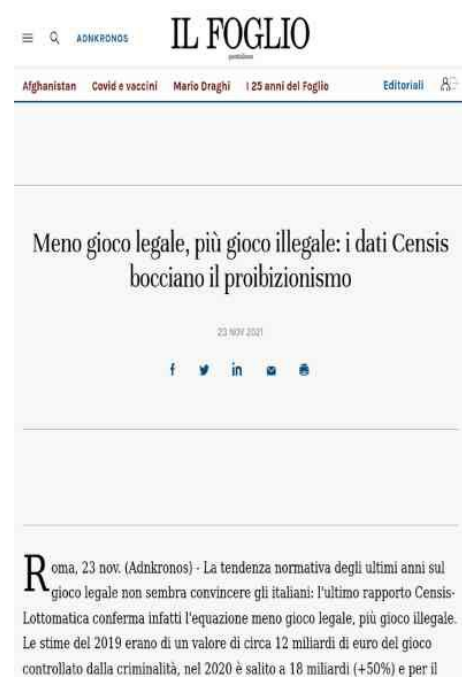 ADNKRONOS
IL FOGLIO
quotidiano
Afghanistan Covid e vaccini Mario Draghi I 25 anni del Foglio Editoriali
Meno gioco legale, più gioco illegale: i dati Censis
bocciano il proibizionismo
23 NOV 2021
Roma, 23 nov. (Adnkronos) - La tendenza normativa degli ultimi anni sul
gioco legale non sembra convincere gli italiani: l'ultimo rapporto Censis-
Lottomatica conferma infatti l'equazione meno gioco legale, più gioco illegale.
Le stime del 2019 erano di un valore di circa 12 miliardi di euro del gioco
controllato dalla criminalità, nel 2020 è salito a 18 miliardi (+50%) e per il